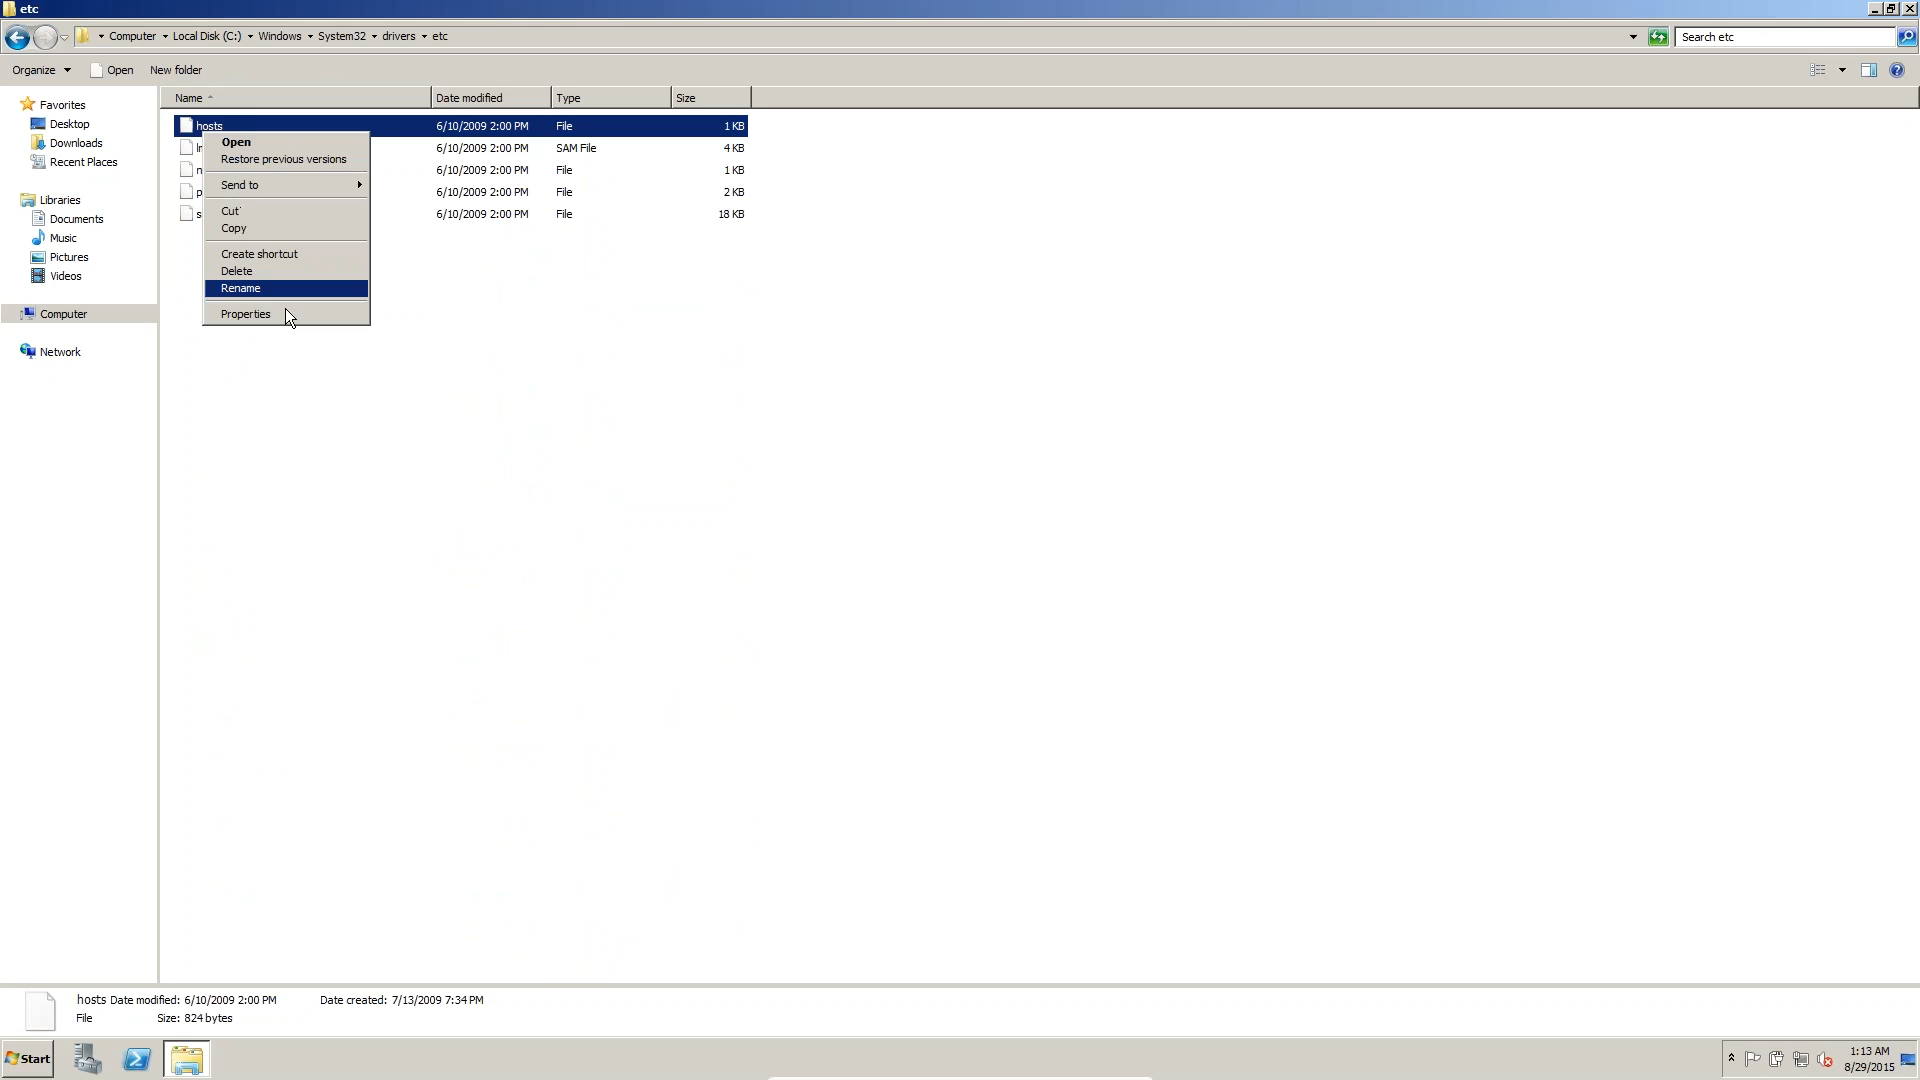 etc
Computer Local Disk (C:) Windows System32 drivers etc
Search etc
Organize Open New folder
Name Date modified Type Size
Favorites
Desktop
Downloads
Recent Places
Libraries
Documents
Music
Pictures
Videos
Computer
Network
hosts 6/10/2009 2:00 PM File 1 KB
6/10/2009 2:00 PM SAM File 4 KB
6/10/2009 2:00 PM File 1 KB
6/10/2009 2:00 PM File 2 KB
6/10/2009 2:00 PM File 18 KB
Open
Restore previous versions
Send to
Cut
Copy
Create shortcut
Delete
Rename
Properties
hosts Date modified: 6/10/2009 2:00 PM Date created: 7/13/2009 7:34 PM
File Size: 824 bytes
Start
1:13 AM
8/29/2015